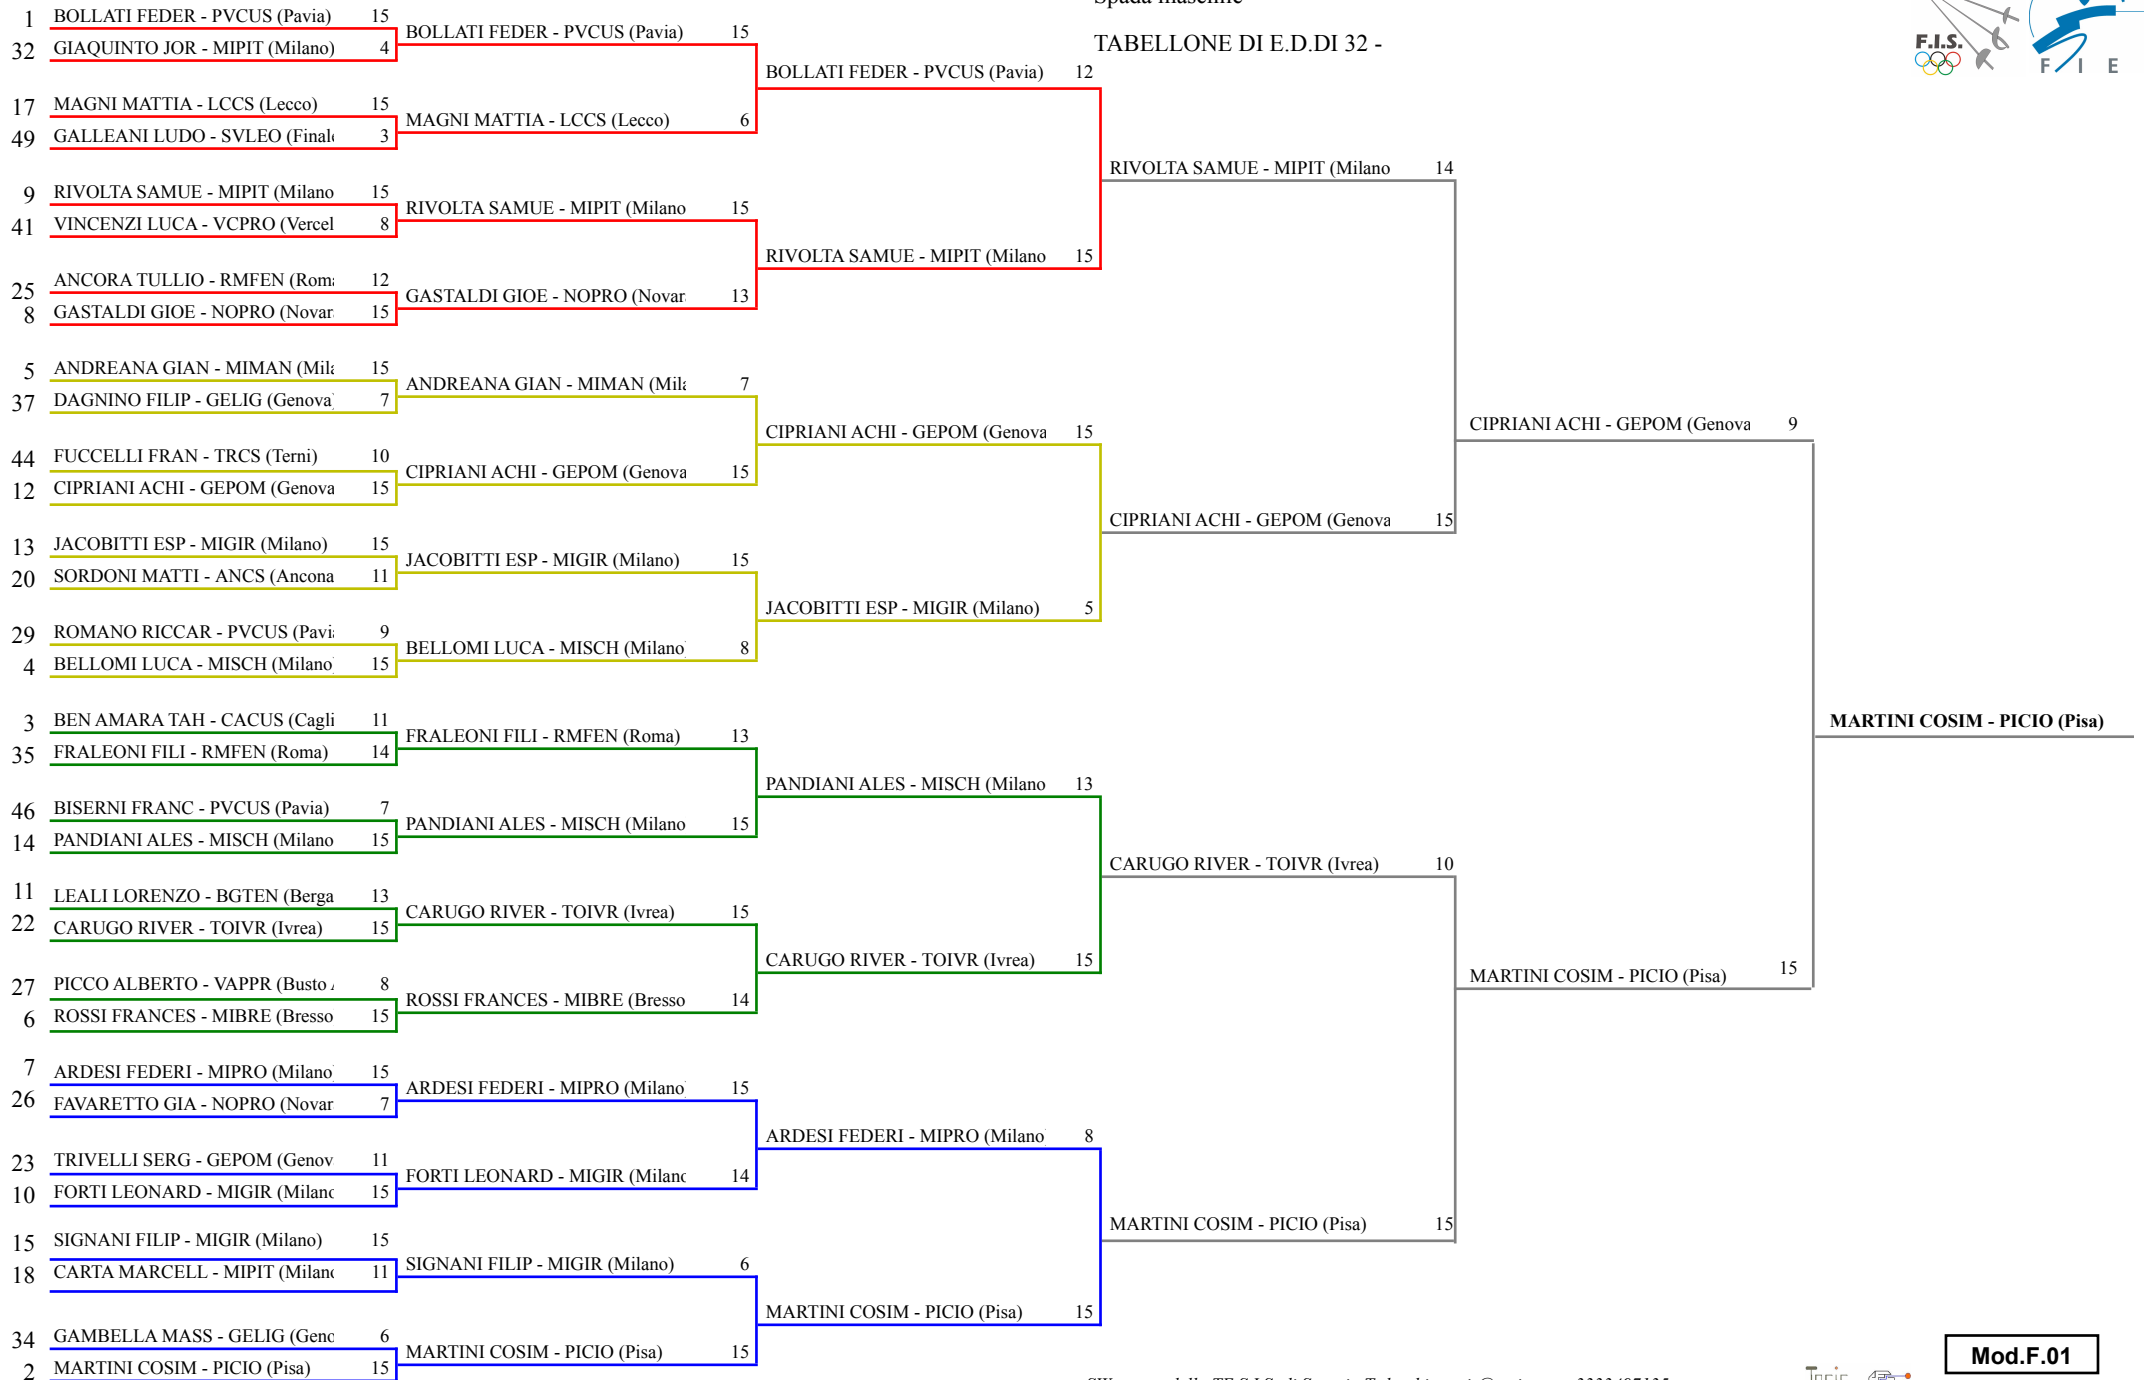 TABELLONE DI E.D.DI 32 -
F.I.S.
F I E
1 BOLLATI FEDER - PVCUS (Pavia) 15
32 GIAQUINTO JOR - MIPIT (Milano) 4
17 MAGNI MATTIA - LCCS (Lecco) 15
49 GALLEANI LUDO - SVLEO (Final 3
9 RIVOLTA SAMUE - MIPIT (Milano 15
41 VINCENZI LUCA - VCPRO (Vercel 8
25 ANCORA TULLIO - RMFEN (Rom 12
8 GASTALDI GIOE - NOPRO (Novar 15
5 ANDREANA GIAN - MIMAN (Mil 15
37 DAGNINO FILIP - GELIG (Genova 7
44 FUCCELLI FRAN - TRCS (Terni) 10
12 CIPRIANI ACHI - GEPOM (Genova 15
13 JACOBITTI ESP - MIGIR (Milano) 15
20 SORDONI MATTI - ANCS (Ancona 11
29 ROMANO RICCAR - PVCUS (Pavi 9
4 BELLOMI LUCA - MISCH (Milano 15
3 BEN AMARA TAH - CACUS (Cagli 11
35 FRALEONI FILI - RMFEN (Roma) 14
46 BISERNI FRANC - PVCUS (Pavia) 7
14 PANDIANI ALES - MISCH (Milano 15
11 LEALI LORENZO - BGTEN (Berga 13
22 CARUGO RIVER - TOIVR (Ivrea) 15
27 PICCO ALBERTO - VAPPR (Busto 8
6 ROSSI FRANCES - MIBRE (Bresso 15
7 ARDESI FEDERI - MIPRO (Milano 15
26 FAVARETTO GIA - NOPRO (Novar 7
23 TRIVELLI SERG - GEPOM (Genov 11
10 FORTI LEONARD - MIGIR (Milano 15
15 SIGNANI FILIP - MIGIR (Milano) 15
18 CARTA MARCELL - MIPIT (Milano 11
34 GAMBELLA MASS - GELIG (Geno 6
2 MARTINI COSIM - PICIO (Pisa) 15
BOLLATI FEDER - PVCUS (Pavia) 15
MAGNI MATTIA - LCCS (Lecco) 6
RIVOLTA SAMUE - MIPIT (Milano 15
GASTALDI GIOE - NOPRO (Novar 13
ANDREANA GIAN - MIMAN (Mil 7
CIPRIANI ACHI - GEPOM (Genova 15
JACOBITTI ESP - MIGIR (Milano) 15
BELLOMI LUCA - MISCH (Milano 8
FRALEONI FILI - RMFEN (Roma) 13
PANDIANI ALES - MISCH (Milano 15
CARUGO RIVER - TOIVR (Ivrea) 15
ROSSI FRANCES - MIBRE (Bresso 14
ARDESI FEDERI - MIPRO (Milano 15
FORTI LEONARD - MIGIR (Milano 14
SIGNANI FILIP - MIGIR (Milano) 6
MARTINI COSIM - PICIO (Pisa) 15
BOLLATI FEDER - PVCUS (Pavia) 12
RIVOLTA SAMUE - MIPIT (Milano 15
CIPRIANI ACHI - GEPOM (Genova 15
JACOBITTI ESP - MIGIR (Milano) 5
PANDIANI ALES - MISCH (Milano 13
CARUGO RIVER - TOIVR (Ivrea) 15
ARDESI FEDERI - MIPRO (Milano 8
MARTINI COSIM - PICIO (Pisa) 15
RIVOLTA SAMUE - MIPIT (Milano 14
CIPRIANI ACHI - GEPOM (Genova 15
CARUGO RIVER - TOIVR (Ivrea) 10
MARTINI COSIM - PICIO (Pisa) 15
CIPRIANI ACHI - GEPOM (Genova 9
MARTINI COSIM - PICIO (Pisa) 15
MARTINI COSIM - PICIO (Pisa)
Mod.F.01